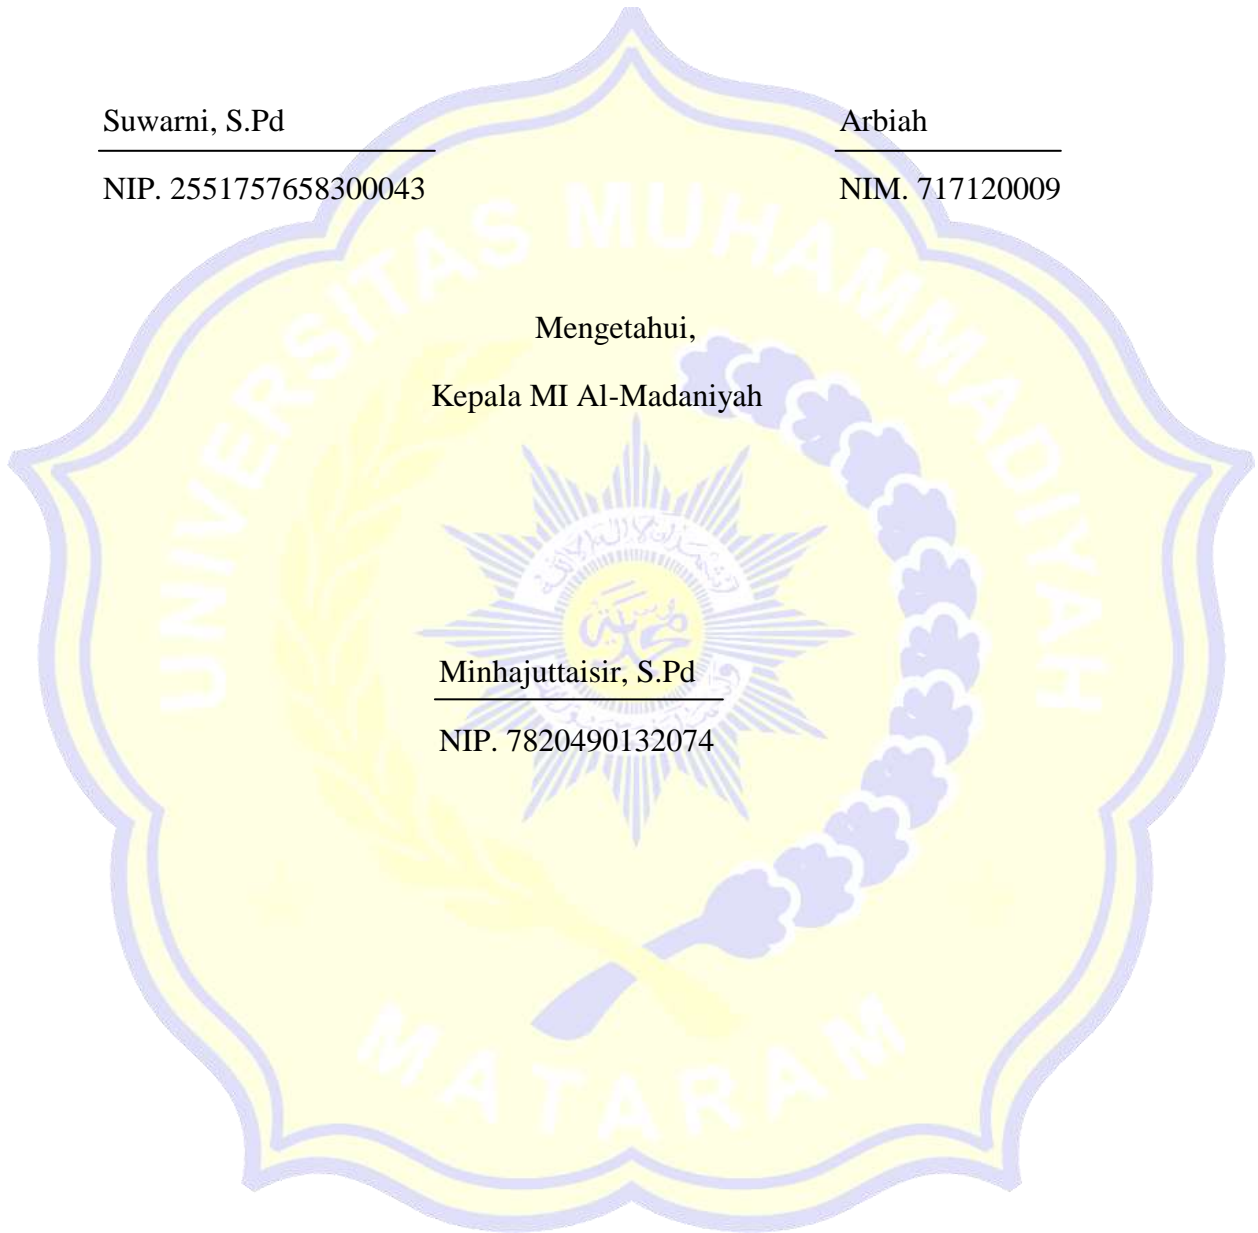 Suwarni, S.Pd Arbiah
NIP. 2551757658300043 NIM. 717120009
Mengetahui,
Kepala MI Al-Madaniyah
Minhajuttaisir, S.Pd
NIP. 7820490132074
UNIVERSITAS MUHAMMADIYAH
MATARAM